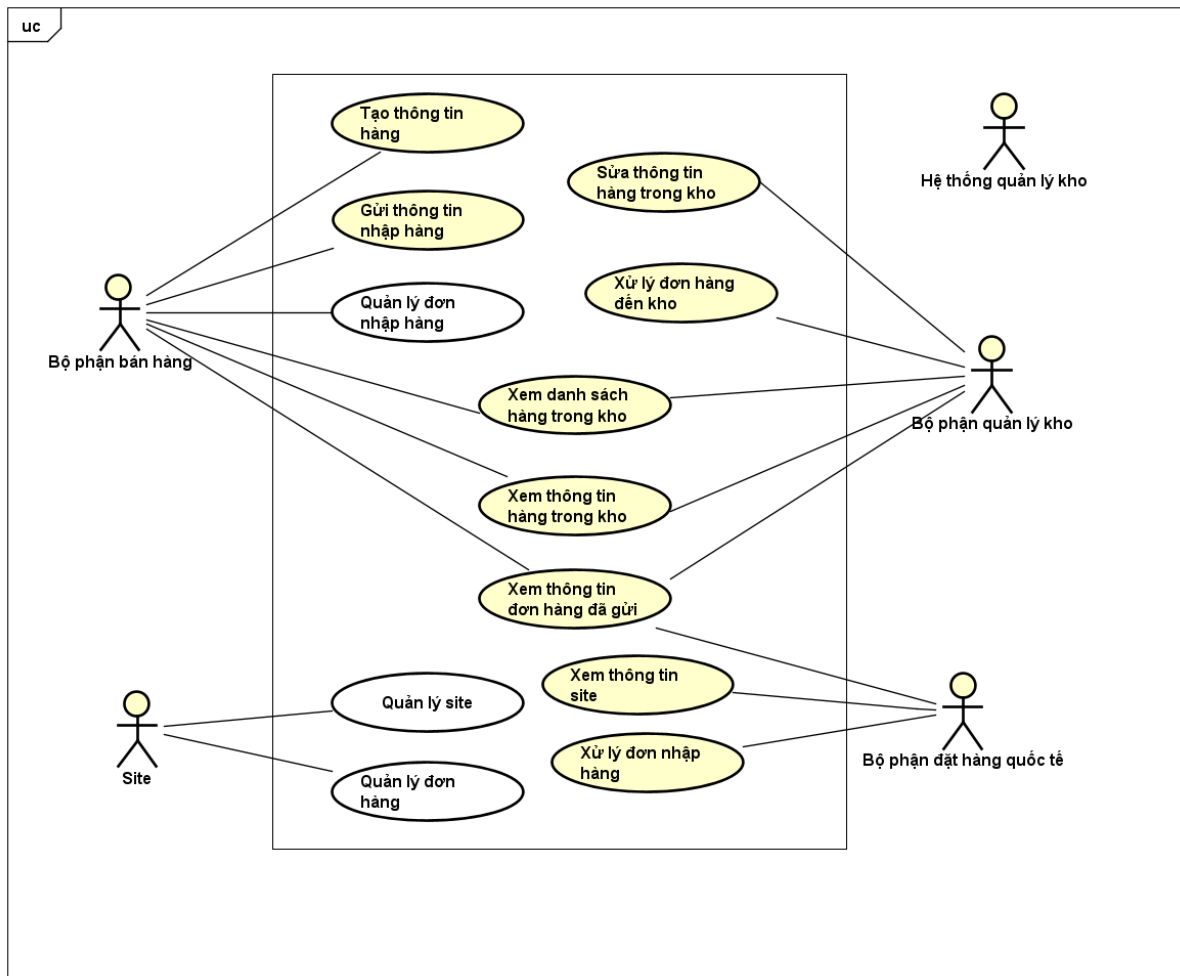 uc
Tạo thông tin
hàng
Sửa thông tin
hàng trong kho
Hệ thống quản lý kho
Gửi thông tin
nhập hàng
Xử lý đơn hàng
đến kho
Quản lý đơn
nhập hàng
Bộ phận bán hàng
Xem danh sách
hàng trong kho
Bộ phận quản lý kho
Xem thông tin
hàng trong kho
Xem thông tin
đơn hàng đã gửi
Xem thông tin
site
Quản lý site
Xử lý đơn nhập
hàng
Bộ phận đặt hàng quốc tế
Site
Quản lý đơn
hàng